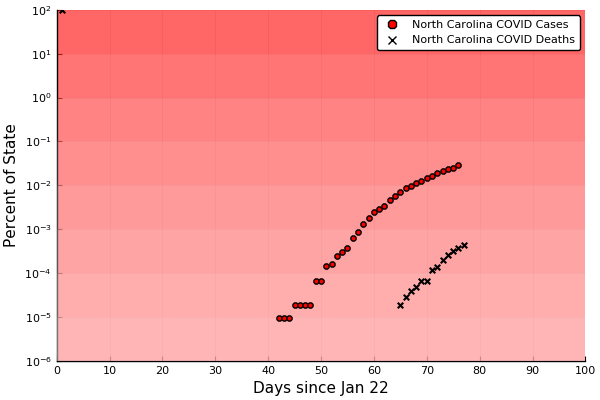 North Carolina COVID Cases
North Carolina COVID Deaths
Percent of State
10²
10¹
10⁰
10⁻¹
10⁻²
10⁻³
10⁻⁴
10⁻⁵
10⁻⁶
0 10 20 30 40 50 60 70 80 90 100
Days since Jan 22